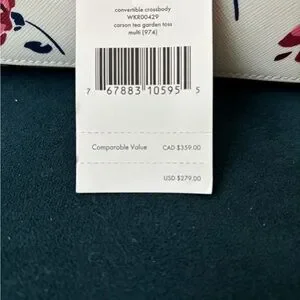 convertible crossbody
WKR00429
carson tea garden toss
multi (974)
7 67883 10595 5
Comparable Value CAD $359.00
USD $279.00